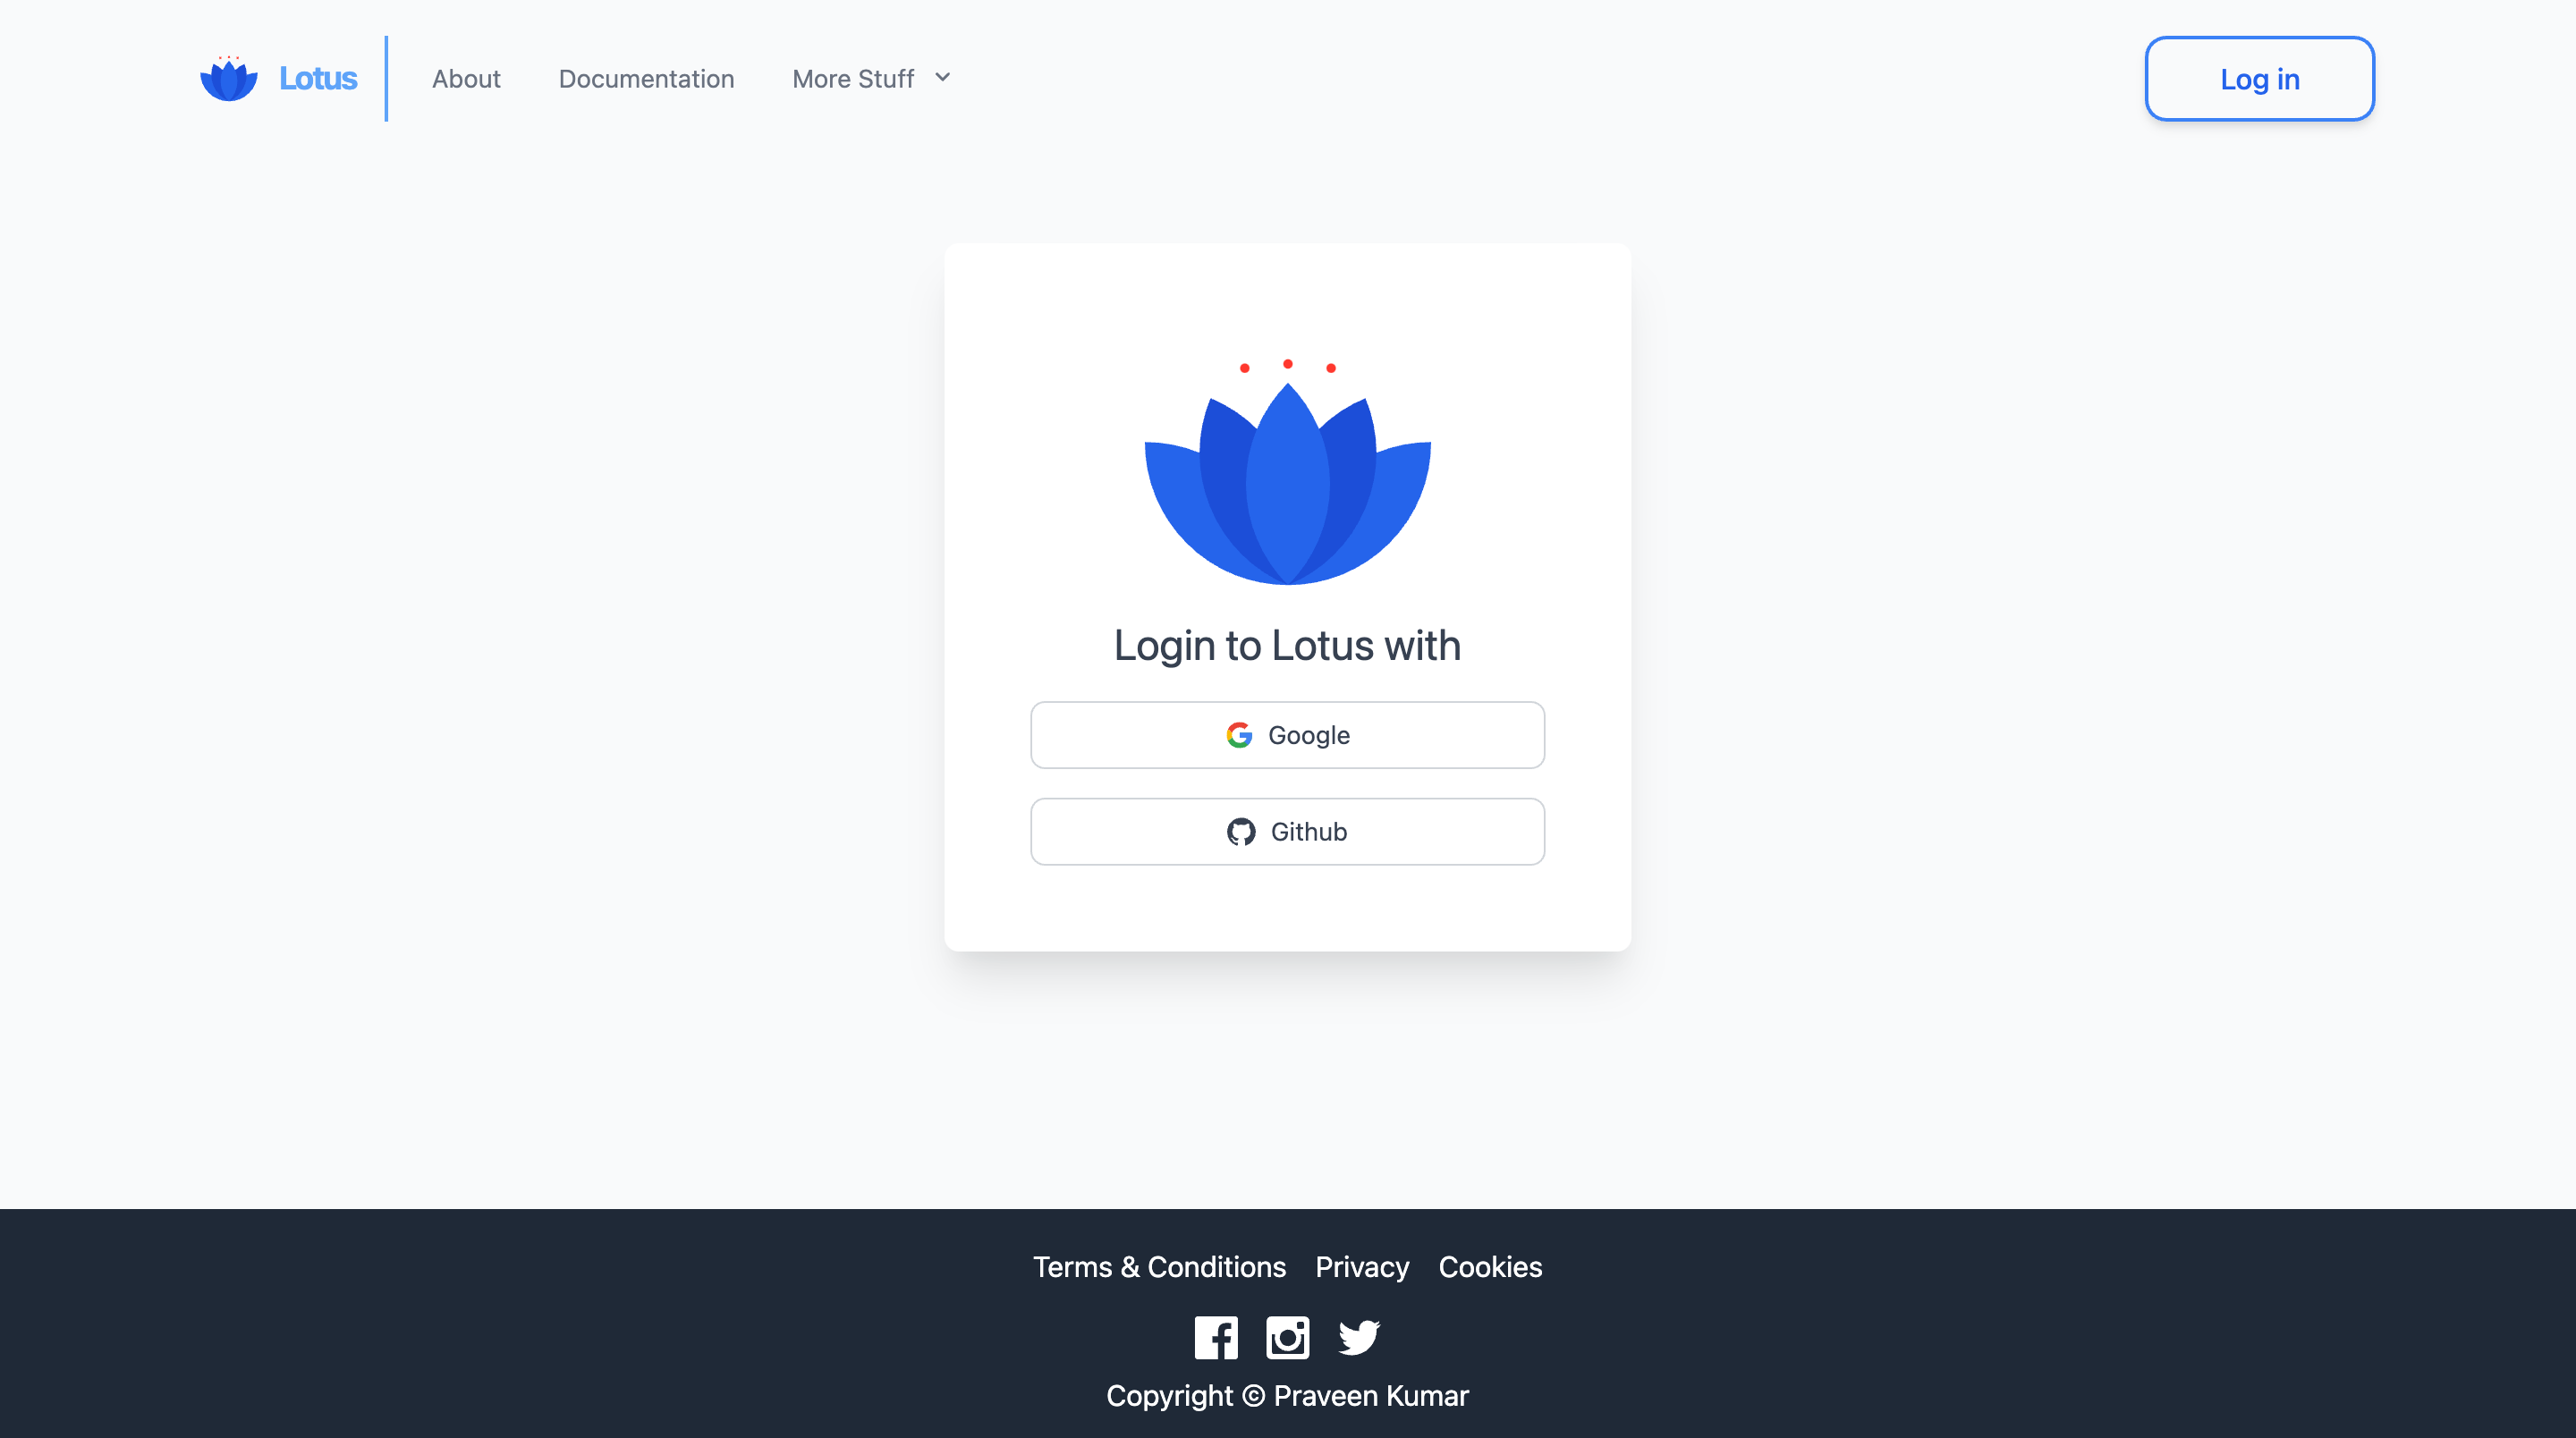 Lotus
About
Documentation
More Stuff
Log in
Login to Lotus with
Google
Github
Terms & Conditions Privacy Cookies
Copyright © Praveen Kumar